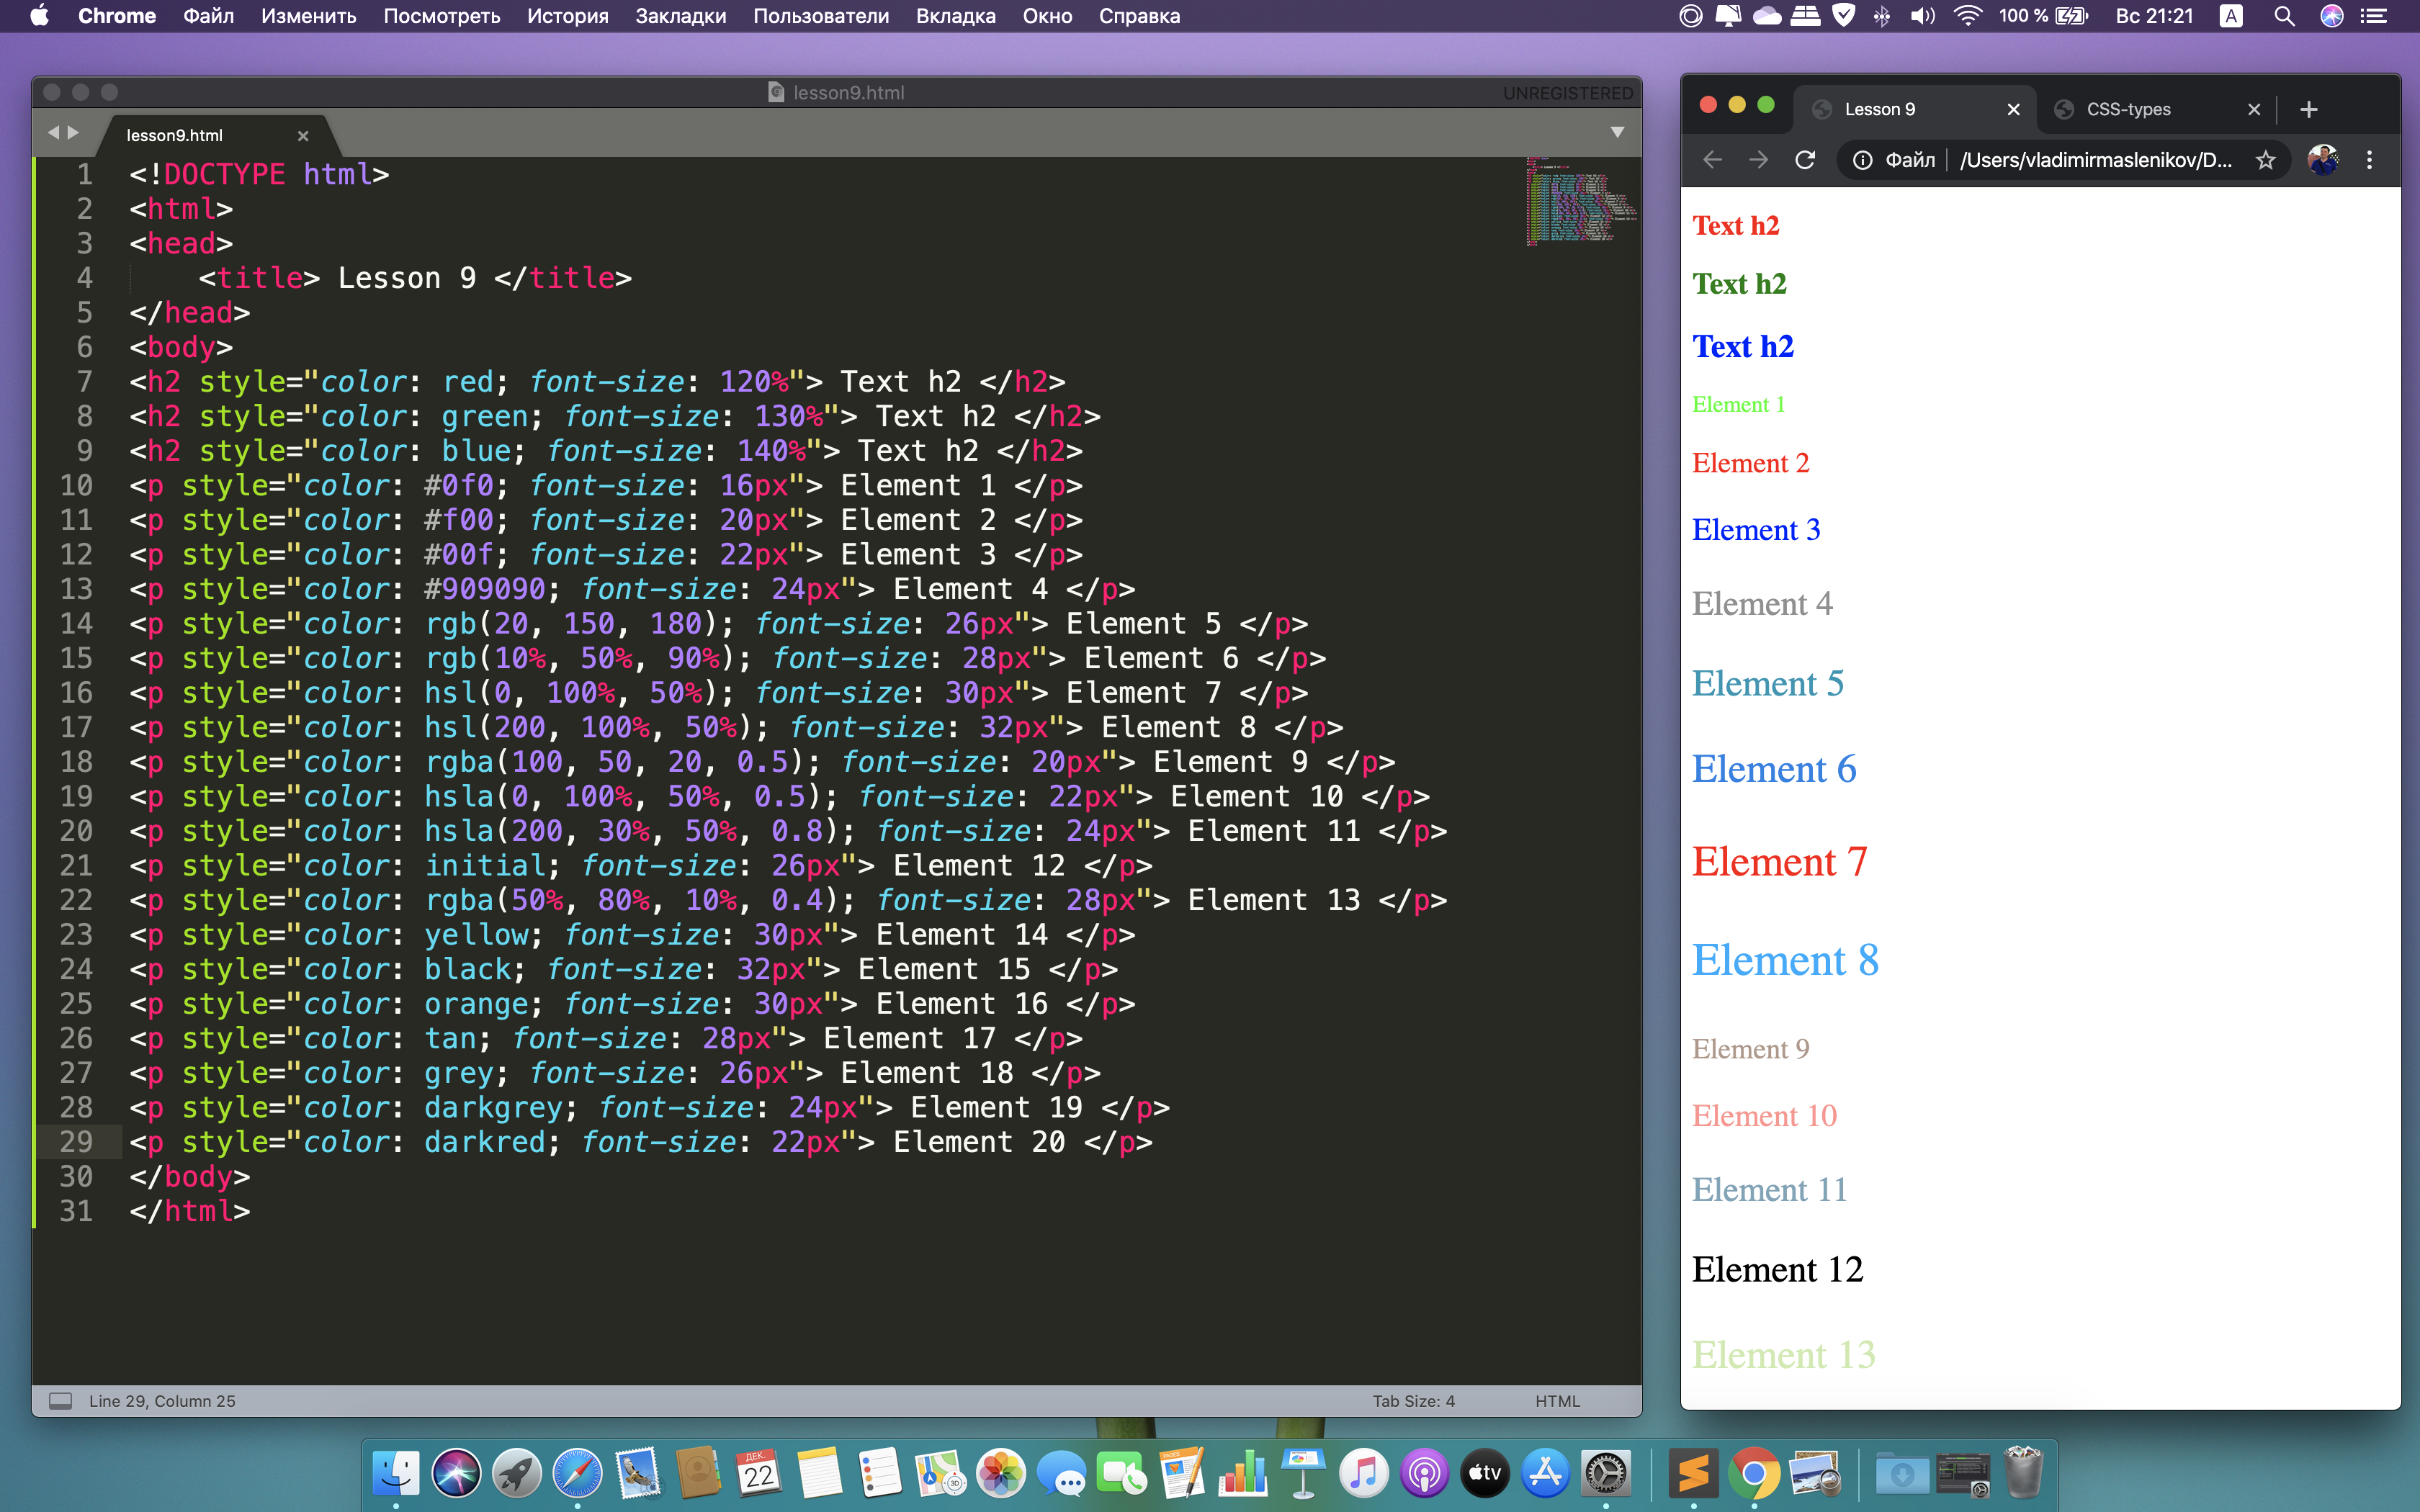 Chrome Файл Изменить Посмотреть История Закладки Пользователи Вкладка Окно Справка 100 % Вс 21:21 A
lesson9.html UNREGISTERED
lesson9.html
1 <!DOCTYPE html>
2 <html>
3 <head>
4 <title> Lesson 9 </title>
5 </head>
6 <body>
7 <h2 style="color: red; font-size: 120%"> Text h2 </h2>
8 <h2 style="color: green; font-size: 130%"> Text h2 </h2>
9 <h2 style="color: blue; font-size: 140%"> Text h2 </h2>
10 <p style="color: #0f0; font-size: 16px"> Element 1 </p>
11 <p style="color: #f00; font-size: 20px"> Element 2 </p>
12 <p style="color: #00f; font-size: 22px"> Element 3 </p>
13 <p style="color: #909090; font-size: 24px"> Element 4 </p>
14 <p style="color: rgb(20, 150, 180); font-size: 26px"> Element 5 </p>
15 <p style="color: rgb(10%, 50%, 90%); font-size: 28px"> Element 6 </p>
16 <p style="color: hsl(0, 100%, 50%); font-size: 30px"> Element 7 </p>
17 <p style="color: hsl(200, 100%, 50%); font-size: 32px"> Element 8 </p>
18 <p style="color: rgba(100, 50, 20, 0.5); font-size: 20px"> Element 9 </p>
19 <p style="color: hsla(0, 100%, 50%, 0.5); font-size: 22px"> Element 10 </p>
20 <p style="color: hsla(200, 30%, 50%, 0.8); font-size: 24px"> Element 11 </p>
21 <p style="color: initial; font-size: 26px"> Element 12 </p>
22 <p style="color: rgba(50%, 80%, 10%, 0.4); font-size: 28px"> Element 13 </p>
23 <p style="color: yellow; font-size: 30px"> Element 14 </p>
24 <p style="color: black; font-size: 32px"> Element 15 </p>
25 <p style="color: orange; font-size: 30px"> Element 16 </p>
26 <p style="color: tan; font-size: 28px"> Element 17 </p>
27 <p style="color: grey; font-size: 26px"> Element 18 </p>
28 <p style="color: darkgrey; font-size: 24px"> Element 19 </p>
29 <p style="color: darkred; font-size: 22px"> Element 20 </p>
30 </body>
31 </html>
Line 29, Column 25 Tab Size: 4 HTML
Lesson 9 CSS-types
Файл /Users/vladimirmaslenikov/D...
Text h2
Text h2
Text h2
Element 1
Element 2
Element 3
Element 4
Element 5
Element 6
Element 7
Element 8
Element 9
Element 10
Element 11
Element 12
Element 13
ДЕК.
22
3D
PAGES
tv